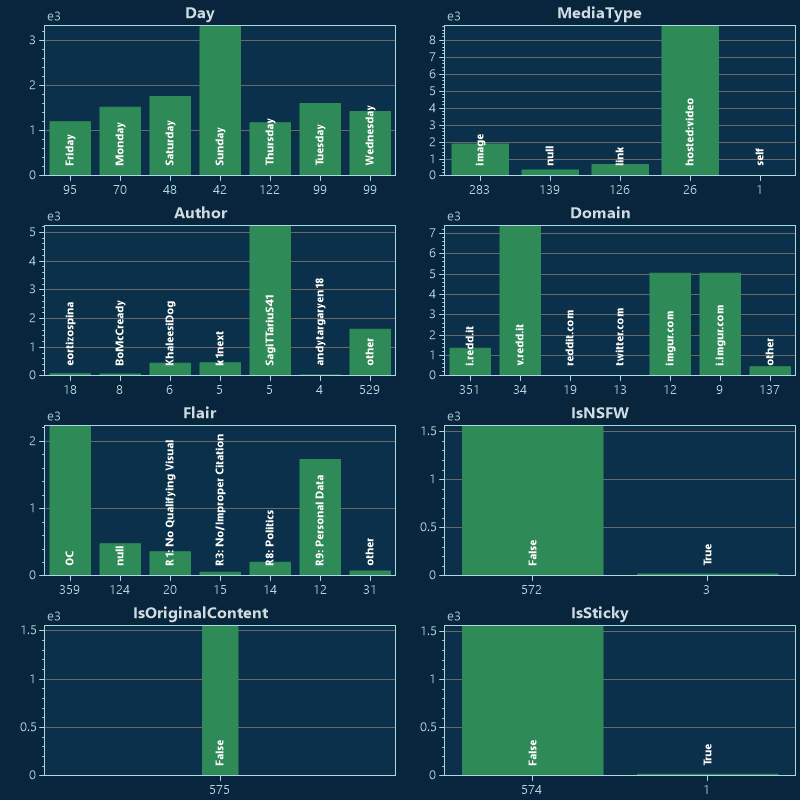 Day
e3
3
2
1
0
Friday
Monday
Saturday
Sunday
Thursday
Tuesday
Wednesday
95 70 48 42 122 99 99
MediaType
e3
8
7
6
5
4
3
2
1
0
image
null
link
hosted:video
self
283 139 126 26 1
Author
e3
5
4
3
2
1
0
eortizospina
BoMcCready
KhaleesiDog
k1next
SagiTTariuS41
andytargaryen18
other
18 8 6 5 5 4 529
Domain
e3
7
6
5
4
3
2
1
0
i.redd.it
v.redd.it
reddit.com
twitter.com
imgur.com
i.imgur.com
other
351 34 19 13 12 9 137
Flair
e3
2
1
0
OC
null
R1: No Qualifying Visual
R3: No/Improper Citation
R8: Politics
R9: Personal Data
other
359 124 20 15 14 12 31
IsNSFW
e3
1.5
1
0.5
0
False
True
572 3
IsOriginalContent
e3
1.5
1
0.5
0
False
575
IsSticky
e3
1.5
1
0.5
0
False
True
574 1